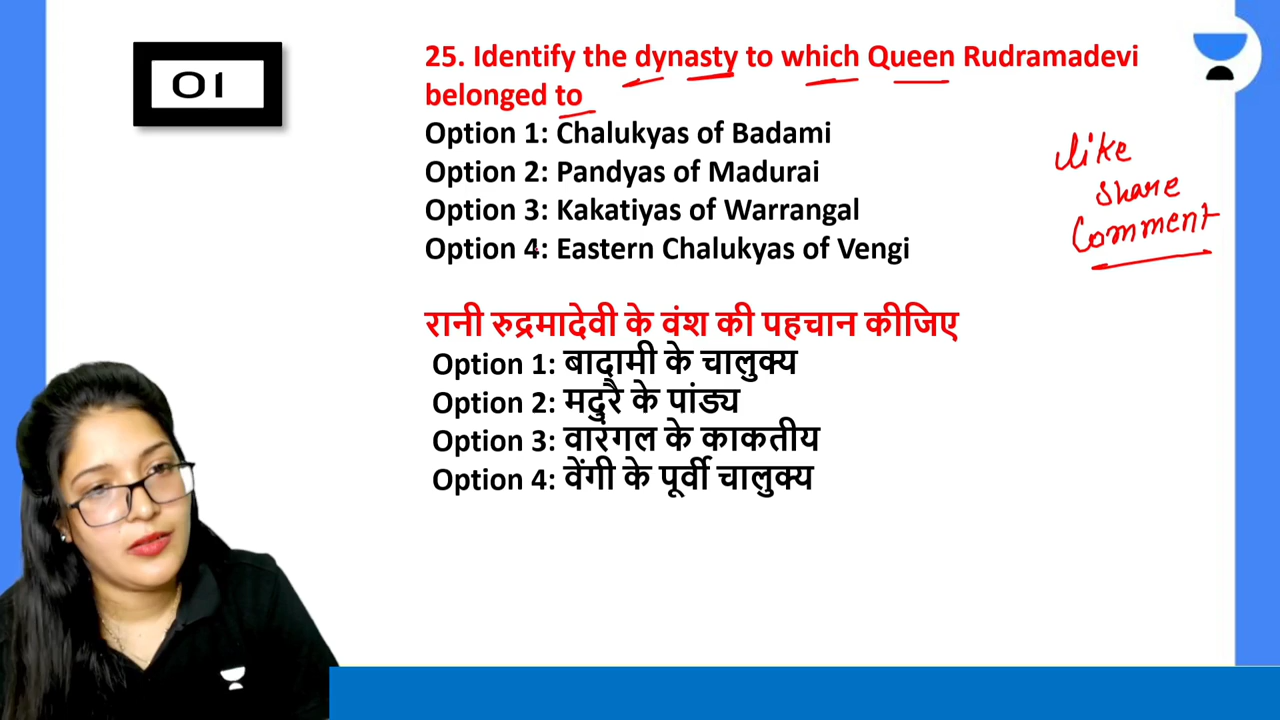 01
25. Identify the dynasty to which Queen Rudramadevi
belonged to
Option 1: Chalukyas of Badami
Option 2: Pandyas of Madurai
Option 3: Kakatiyas of Warrangal
Option 4: Eastern Chalukyas of Vengi
like
share
Comment
रानी रुद्रमादेवी के वंश की पहचान कीजिए
Option 1: बादामी के चालुक्य
Option 2: मदुरै के पांड्य
Option 3: वारंगल के काकतीय
Option 4: वेंगी के पूर्वी चालुक्य